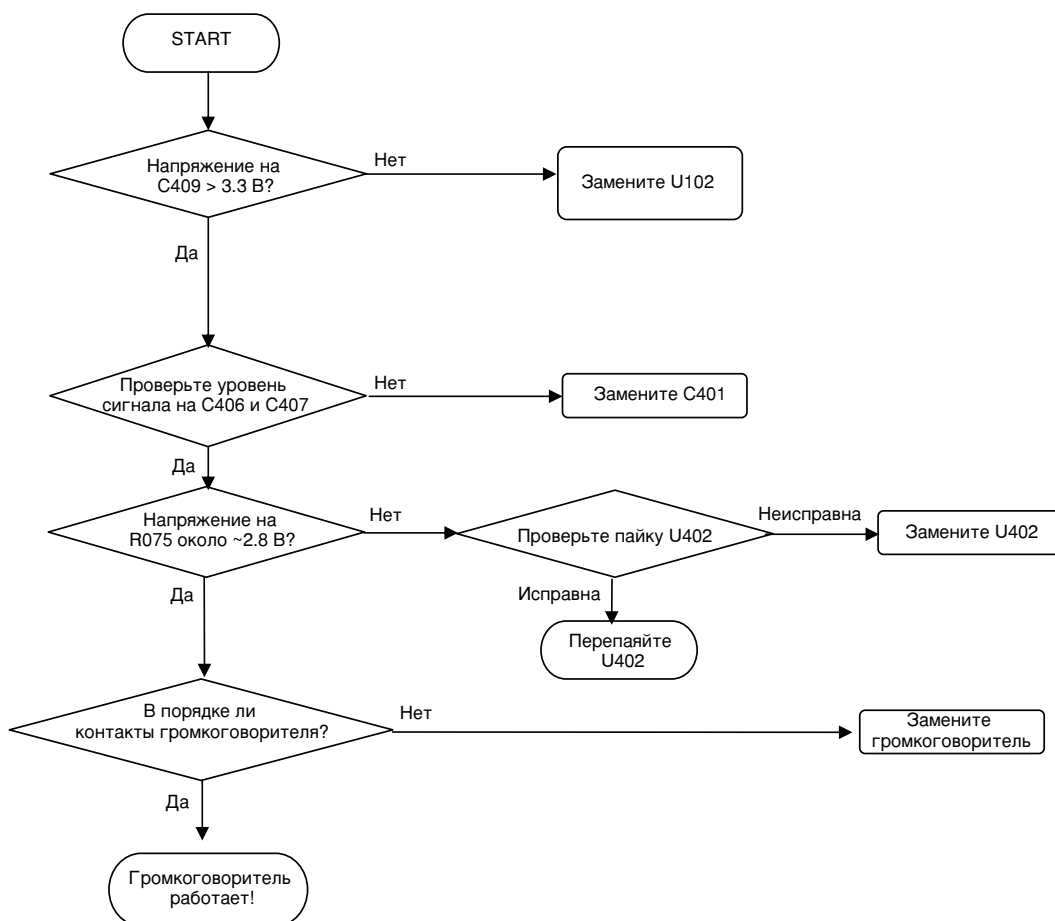 START
Напряжение на
C409 > 3.3 В?
Нет
Замените U102
Да
Проверьте уровень
сигнала на C406 и C407
Нет
Замените C401
Да
Напряжение на
R075 около ~2.8 В?
Нет
Проверьте пайку U402
Неисправна
Замените U402
Да
Исправна
Перепаяйте
U402
В порядке ли
контакты громкоговорителя?
Нет
Замените
громкоговоритель
Да
Громкоговоритель
работает!